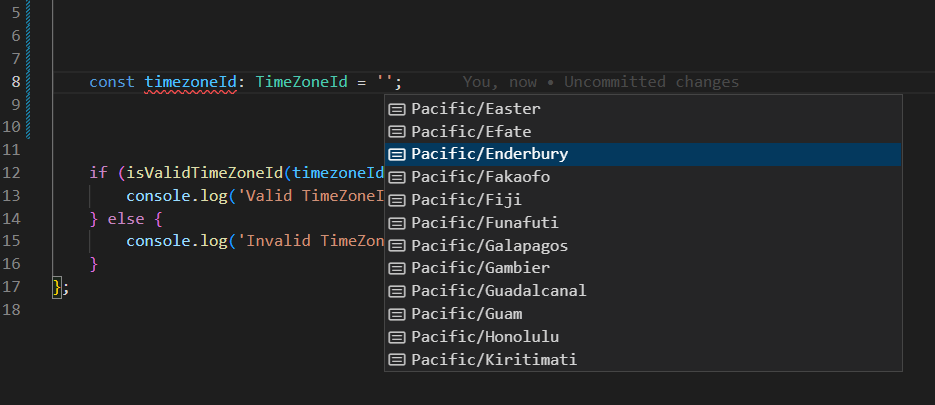 5
6
7
8 const timezoneId: TimeZoneId = ''; You, now • Uncommitted changes
9 Pacific/Easter
10 Pacific/Efate
11 Pacific/Enderbury
12 if (isValidTimeZoneId(timezoneId Pacific/Fakaofo
13 console.log('Valid TimeZoneI Pacific/Fiji
14 } else { Pacific/Funafuti
15 console.log('Invalid TimeZon Pacific/Galapagos
16 } Pacific/Gambier
17 }; Pacific/Guadalcanal
18 Pacific/Guam
Pacific/Honolulu
Pacific/Kiritimati